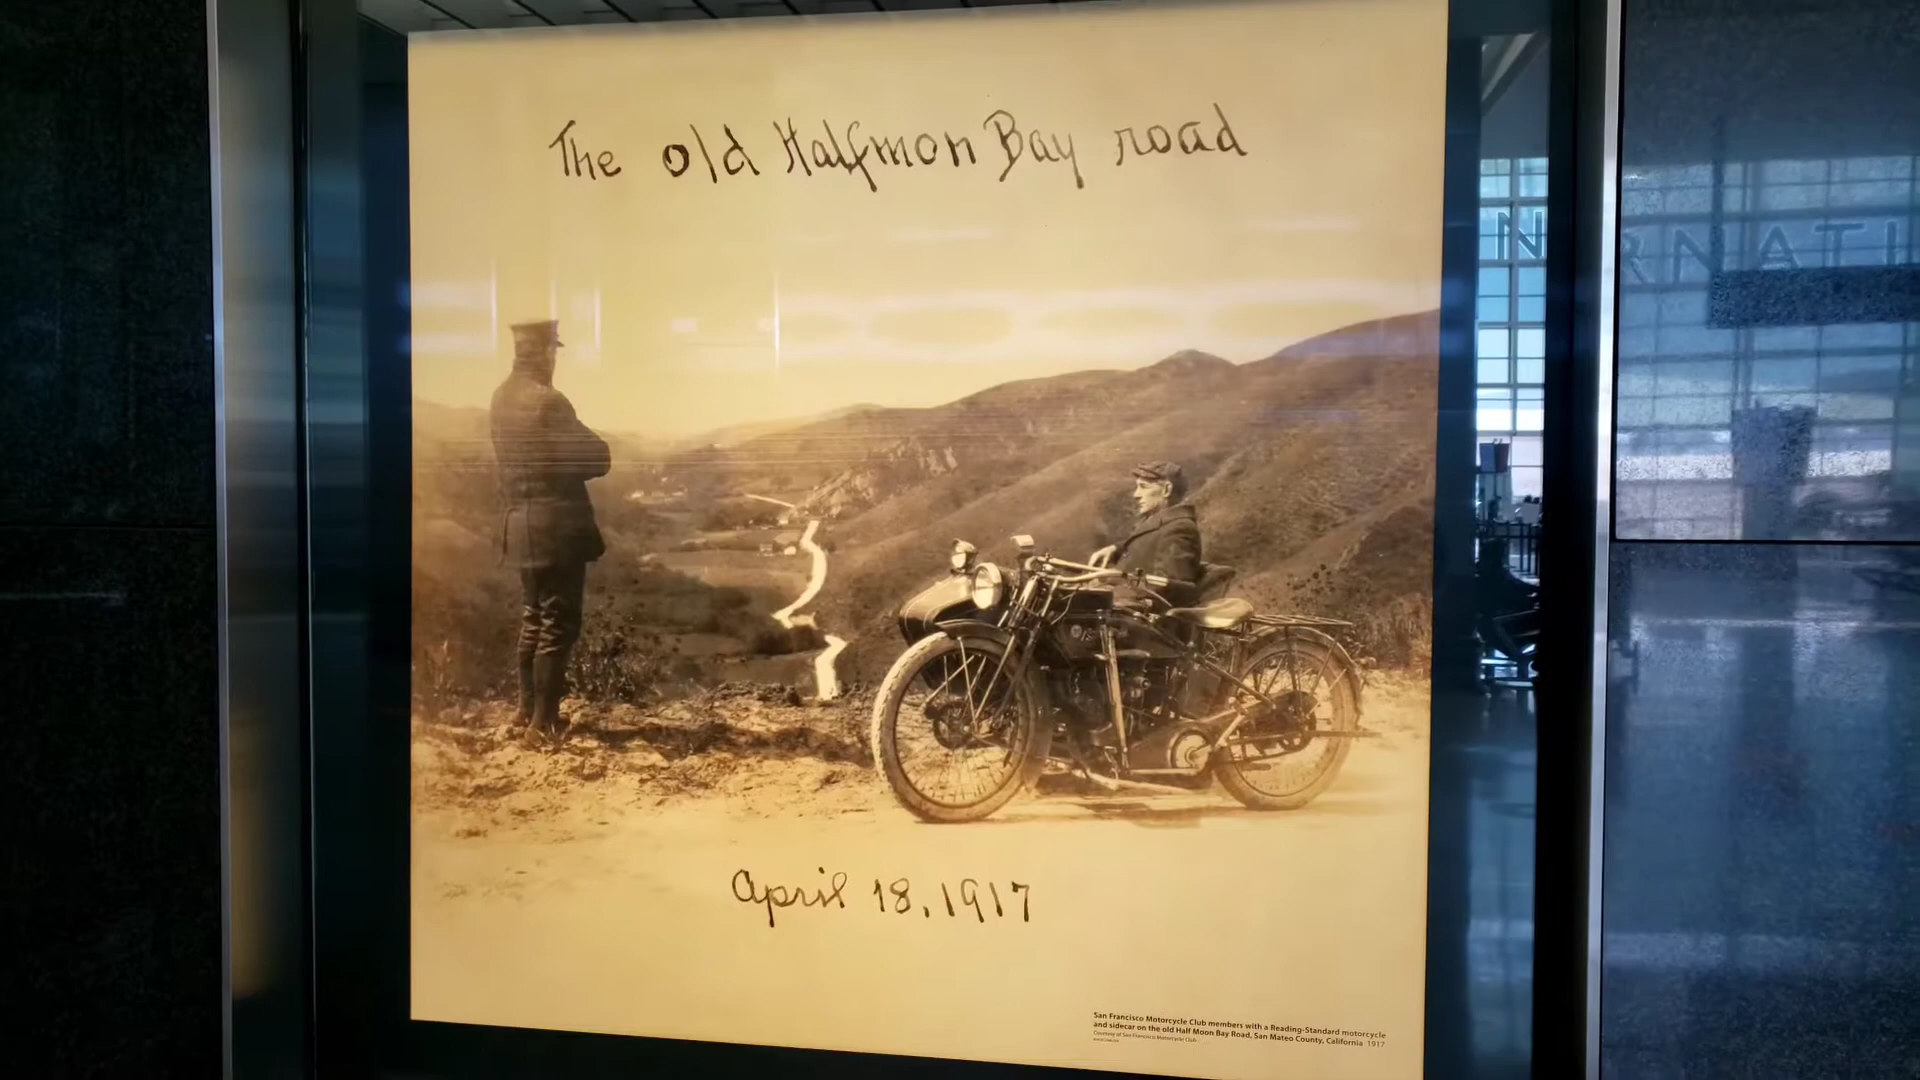 The old Halfmon Bay road
April 18, 1917
San Francisco Motorcycle Club members with a Reading-Standard motorcycle
and sidecar on the old Half Moon Bay Road, San Mateo County, California 1917
Courtesy of San Francisco Motorcycle Club